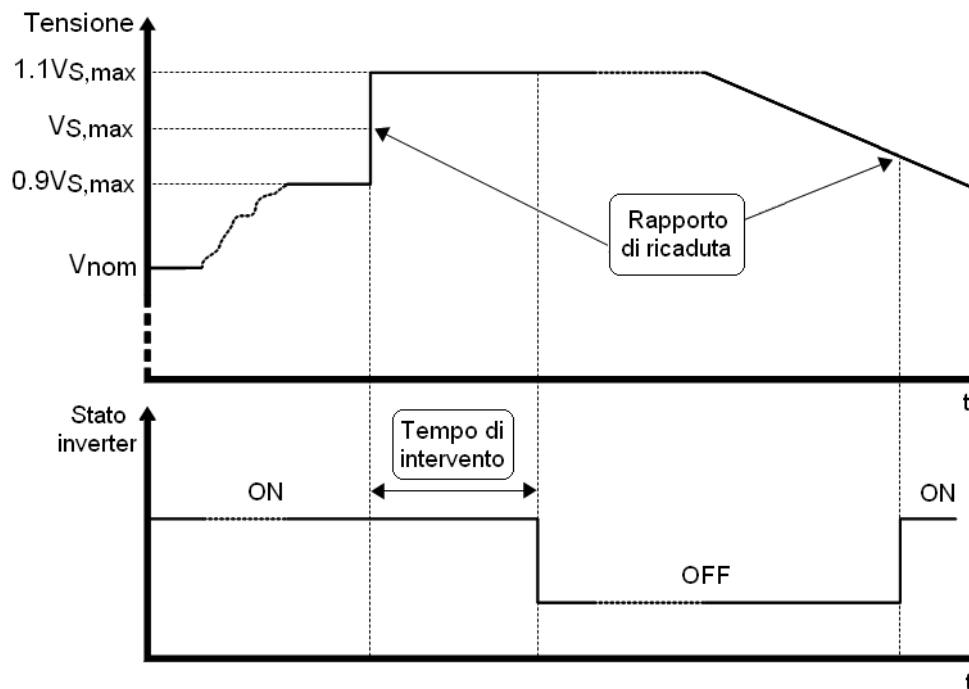 Tensione
1.1VS,max
VS,max
0.9VS,max
Vnom
Rapporto
di ricaduta
t
Stato
inverter
Tempo di
intervento
ON
ON
OFF
t